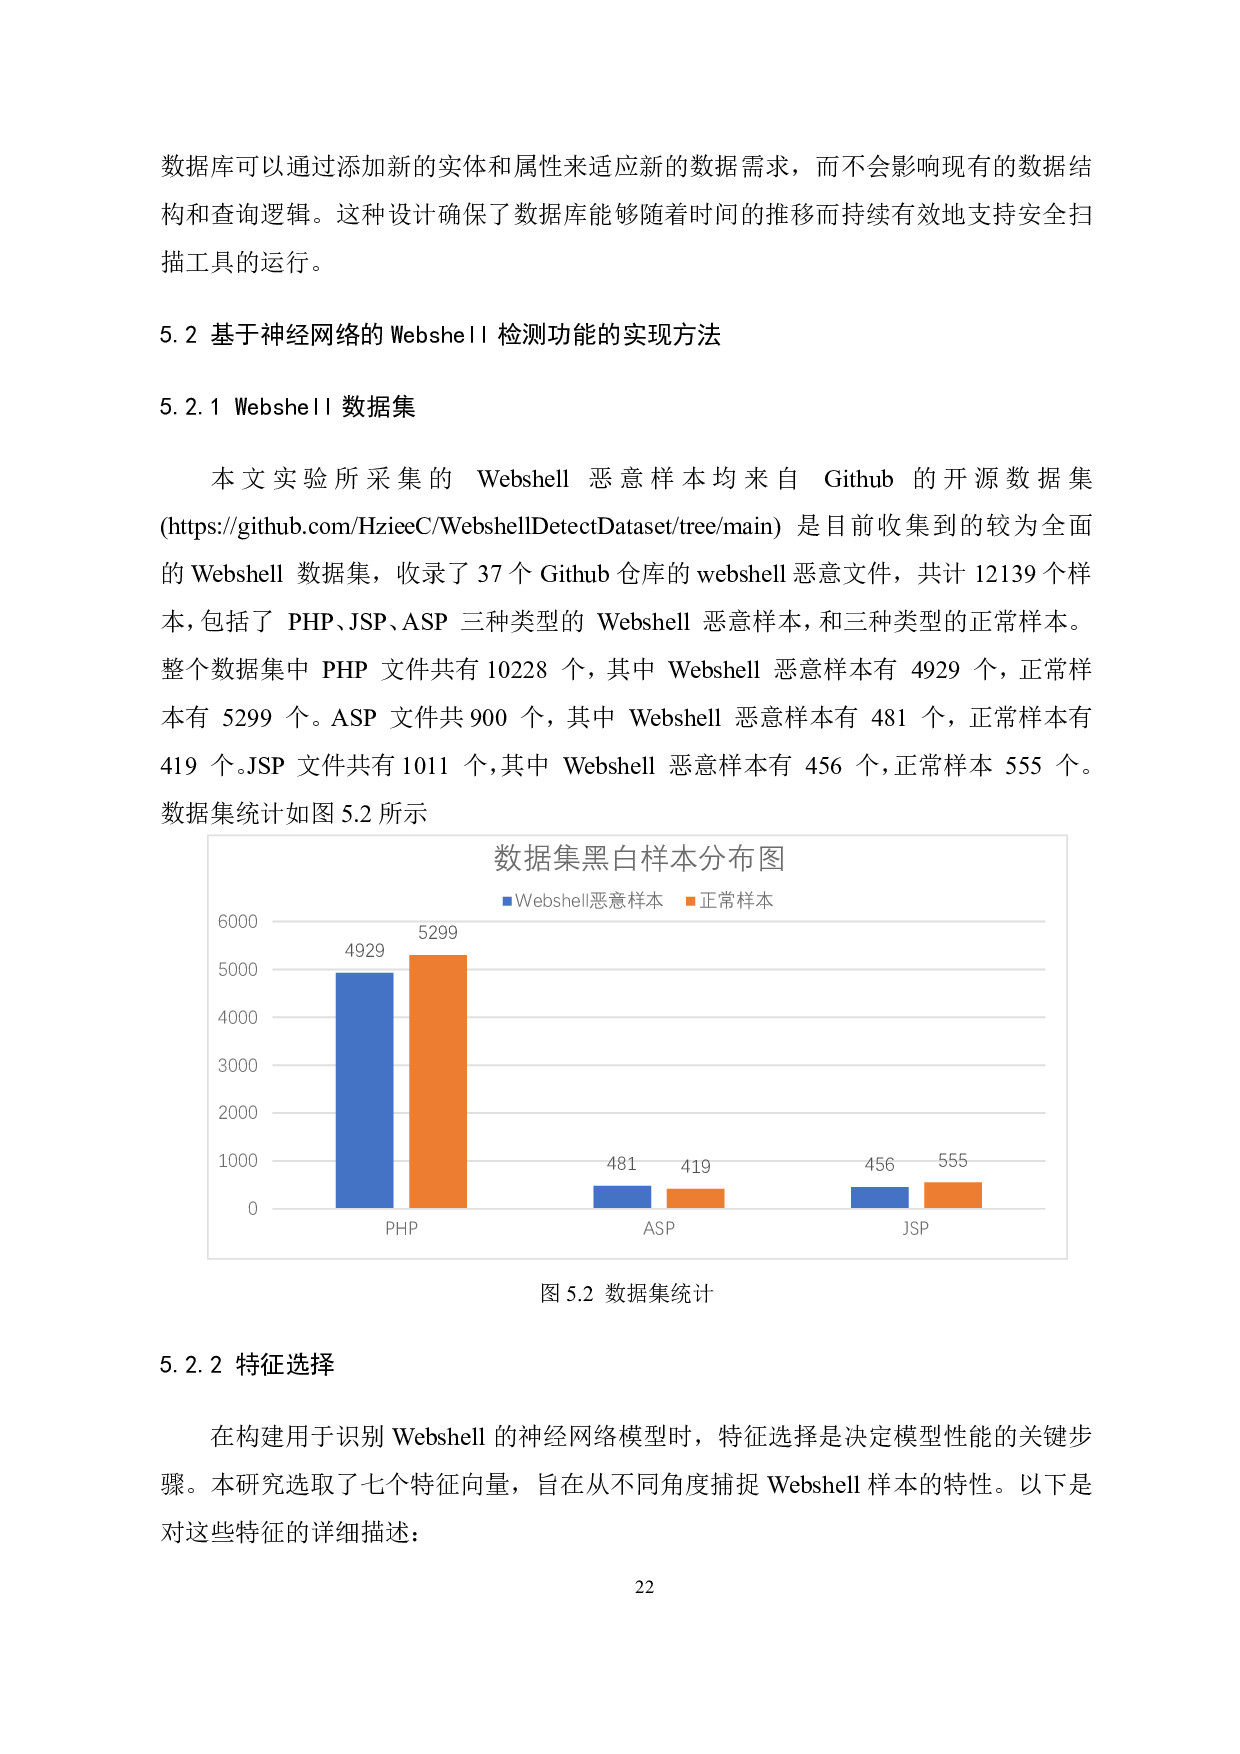 数据库可以通过添加新的实体和属性来适应新的数据需求，而不会影响现有的数据结
构和查询逻辑。这种设计确保了数据库能够随着时间的推移而持续有效地支持安全扫
描工具的运行。
5.2 基于神经网络的 Webshell 检测功能的实现方法
5.2.1 Webshell 数据集
本文实验所采集的 Webshell 恶意样本均来自 Github 的开源数据集
(https://github.com/HzieeC/WebshellDetectDataset/tree/main) 是目前收集到的较为全面
的 Webshell 数据集，收录了 37 个 Github 仓库的 webshell 恶意文件，共计 12139 个样
本，包括了 PHP、JSP、ASP 三种类型的 Webshell 恶意样本，和三种类型的正常样本。
整个数据集中 PHP 文件共有 10228 个，其中 Webshell 恶意样本有 4929 个，正常样
本有 5299 个。ASP 文件共 900 个，其中 Webshell 恶意样本有 481 个，正常样本有
419 个。JSP 文件共有 1011 个，其中 Webshell 恶意样本有 456 个，正常样本 555 个。
数据集统计如图 5.2 所示
数据集黑白样本分布图
Webshell恶意样本 正常样本
6000
5299
4929
5000
4000
3000
2000
1000
481 419 456 555
0
PHP ASP JSP
图 5.2 数据集统计
5.2.2 特征选择
在构建用于识别 Webshell 的神经网络模型时，特征选择是决定模型性能的关键步
骤。本研究选取了七个特征向量，旨在从不同角度捕捉 Webshell 样本的特性。以下是
对这些特征的详细描述：
22